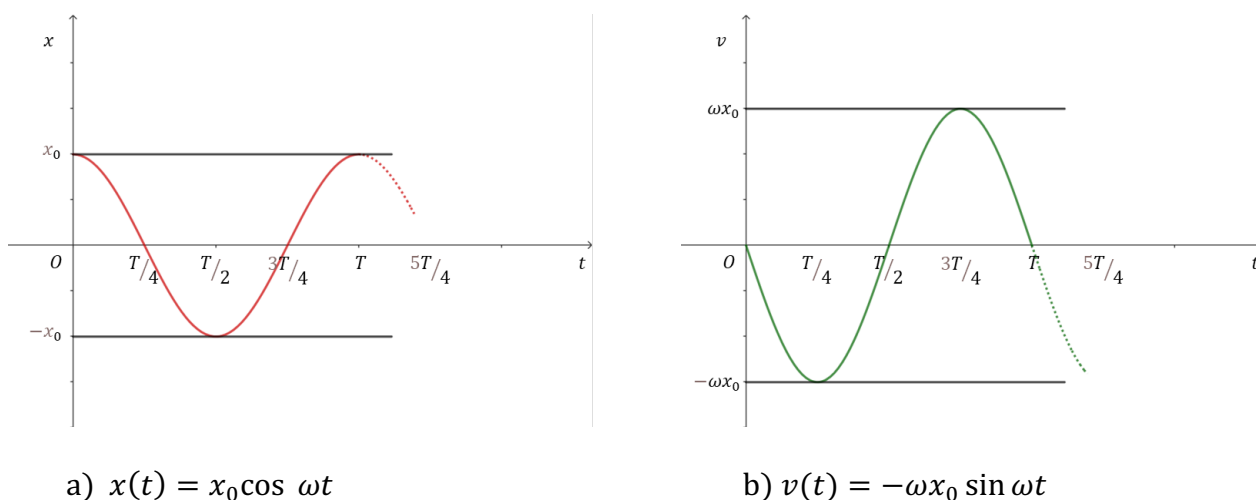 x
x₀
−x₀
O
T/4
T/2
3T/4
T
5T/4
t
a) x(t) = x₀cos ωt
v
ωx₀
−ωx₀
O
T/4
T/2
3T/4
T
5T/4
t
b) v(t) = −ωx₀ sin ωt